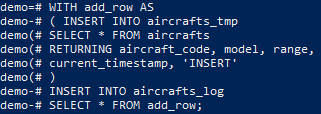 demo=# WITH add_row AS
demo-# ( INSERT INTO aircrafts_tmp
demo(# SELECT * FROM aircrafts
demo(# RETURNING aircraft_code, model, range,
demo(# current_timestamp, 'INSERT'
demo(# )
demo-# INSERT INTO aircrafts_log
demo-# SELECT * FROM add_row;